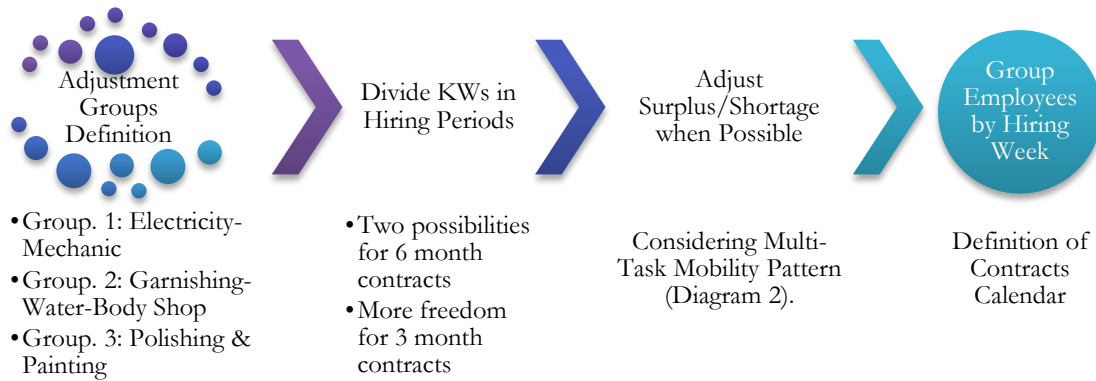 Adjustment
Groups
Definition
•Group. 1: Electricity-
Mechanic
•Group. 2: Garnishing-
Water-Body Shop
•Group. 3: Polishing &
Painting
Divide KWs in
Hiring Periods
•Two possibilities
for 6 month
contracts
•More freedom
for 3 month
contracts
Adjust
Surplus/Shortage
when Possible
Considering Multi-
Task Mobility Pattern
(Diagram 2).
Group
Employees
by Hiring
Week
Definition of
Contracts
Calendar